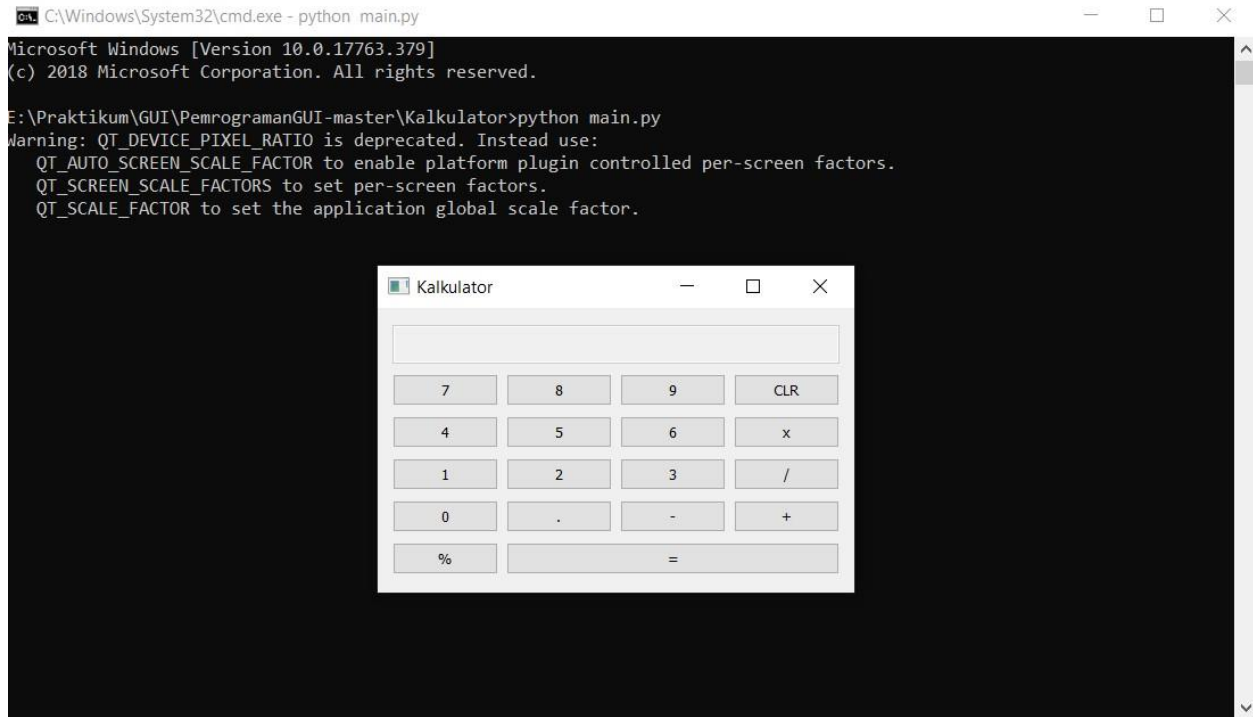 C:\Windows\System32\cmd.exe - python  main.py
Microsoft Windows [Version 10.0.17763.379]
(c) 2018 Microsoft Corporation. All rights reserved.
E:\Praktikum\GUI\PemrogramanGUI-master\Kalkulator>python main.py
Warning: QT_DEVICE_PIXEL_RATIO is deprecated. Instead use:
QT_AUTO_SCREEN_SCALE_FACTOR to enable platform plugin controlled per-screen factors.
QT_SCREEN_SCALE_FACTORS to set per-screen factors.
QT_SCALE_FACTOR to set the application global scale factor.
Kalkulator
7 8 9 CLR
4 5 6 x
1 2 3 /
0 . - +
% =